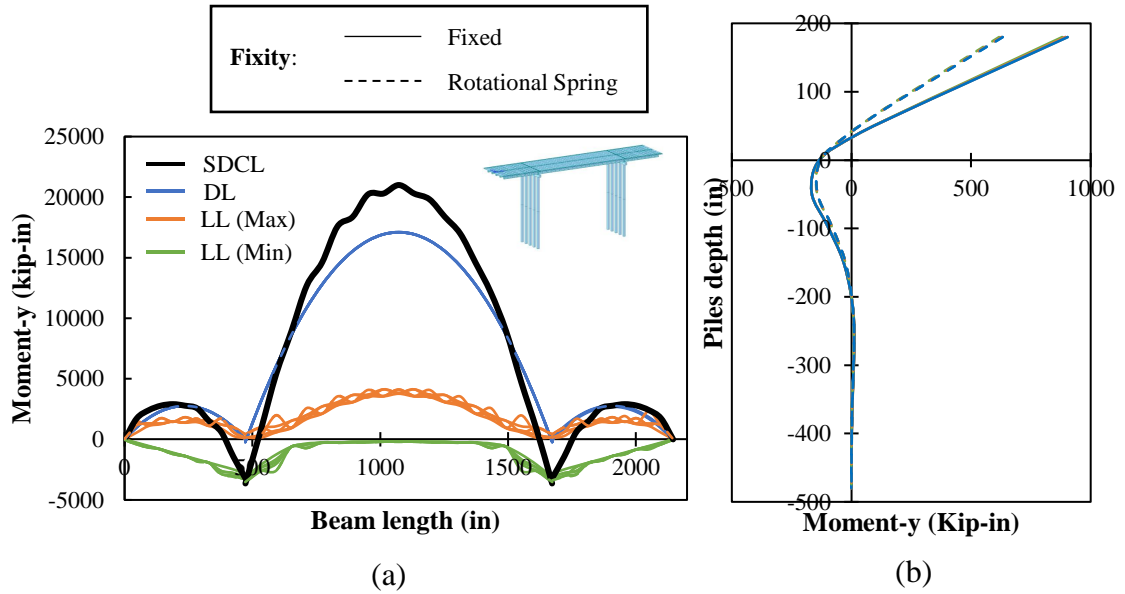 Fixity:
Fixed
Rotational Spring
25000
20000
15000
10000
5000
0
-5000
0
500
1000
1500
2000
Moment-y (kip-in)
Beam length (in)
SDCL
DL
LL (Max)
LL (Min)
(a)
200
100
0
-100
-200
-300
-400
-500
-500
0
500
1000
Piles depth (in)
Moment-y (Kip-in)
(b)